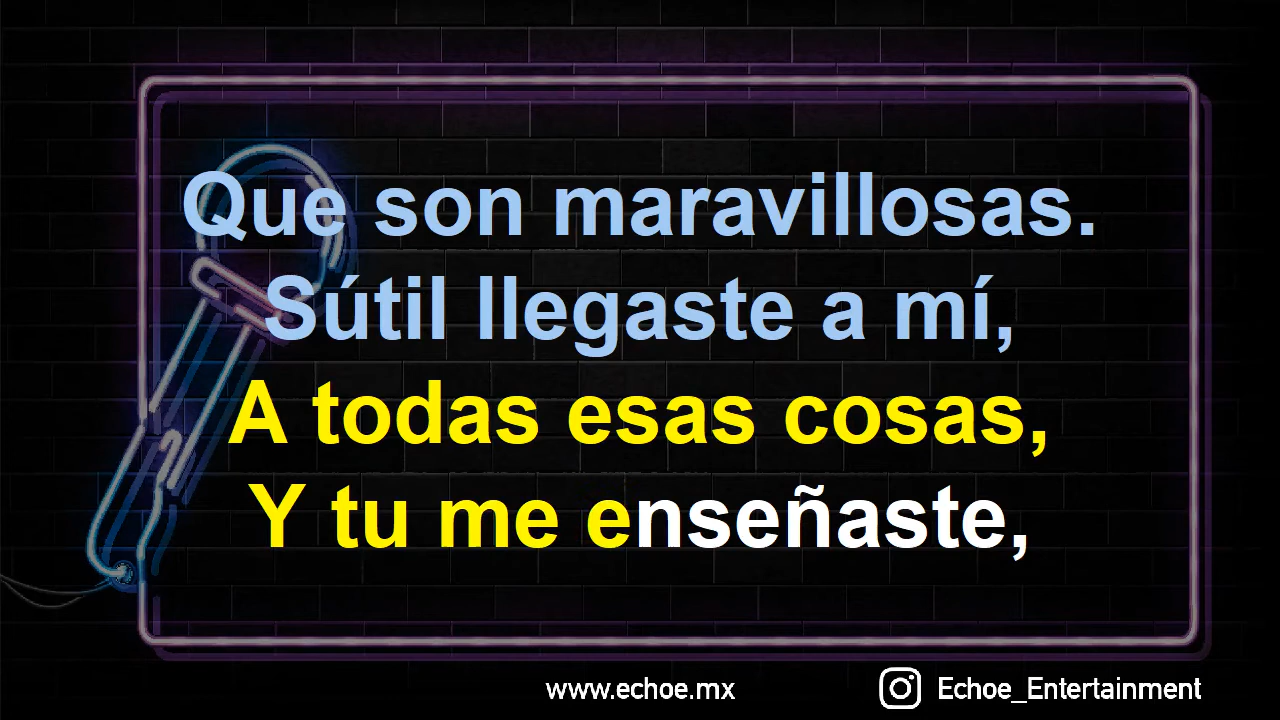 Que son maravillosas.
Sútil llegaste a mí,
A todas esas cosas,
Y tu me enseñaste,
www.echoe.mx
Echoe_Entertainment